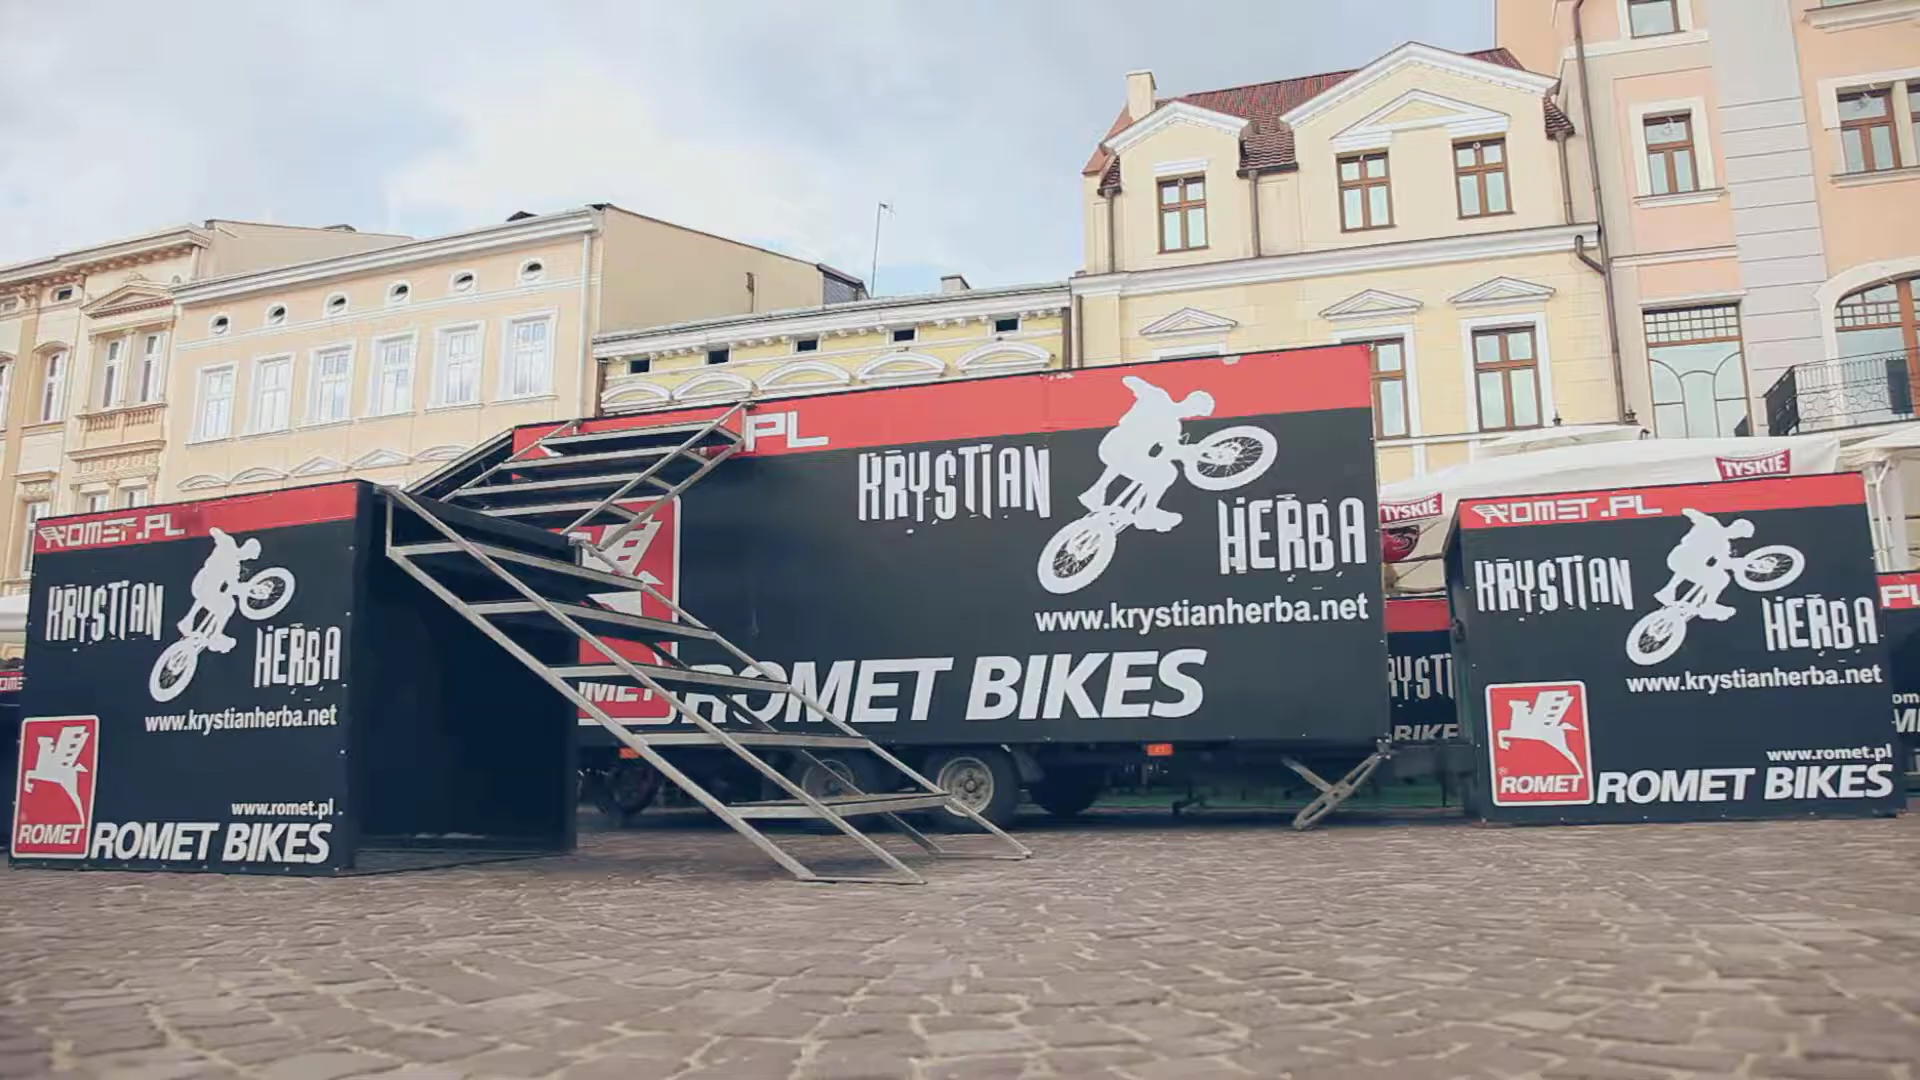 ROMET.PL
KRYSTIAN
HERBA
www.krystianherba.net
www.romet.pl
ROMET
ROMET BIKES
.PL
KRYSTIAN
HERBA
www.krystianherba.net
ROMET BIKES
TYSKIE
TYSKIE
ROMET.PL
KRYSTIAN
HERBA
www.krystianherba.net
www.romet.pl
ROMET
ROMET BIKES